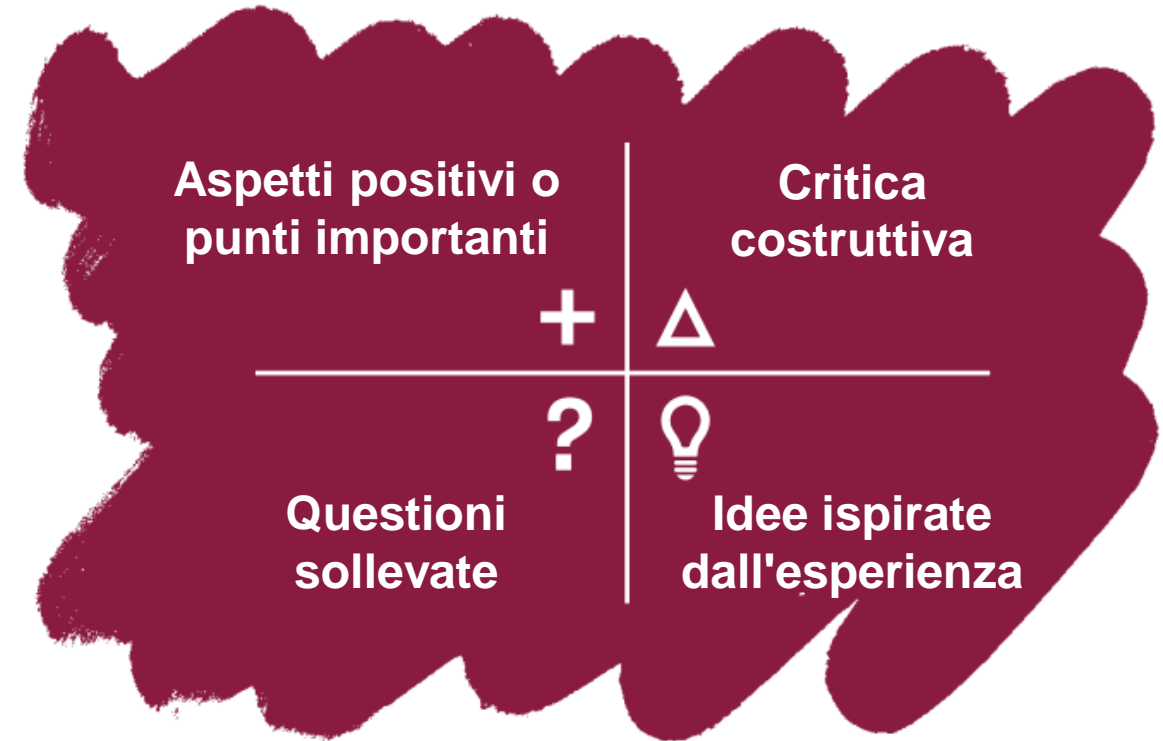 Aspetti positivi o
punti importanti
Critica
costruttiva
+
Δ
?
Questioni
sollevate
Idee ispirate
dall'esperienza